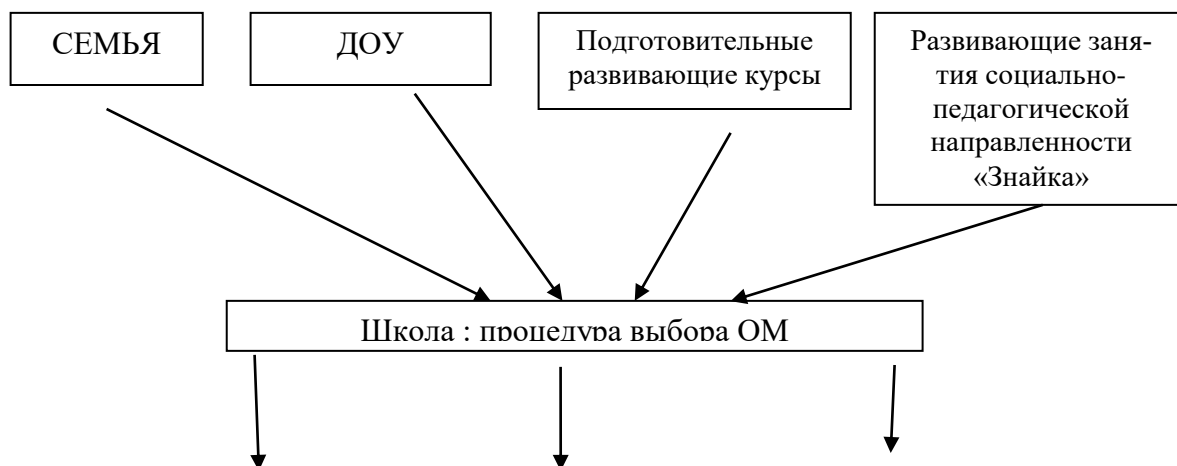 СЕМЬЯ
ДОУ
Подготовительные
развивающие курсы
Развивающие заня-
тия социально-
педагогической
направленности
«Знайка»
Школа : процедура выбора ОМ